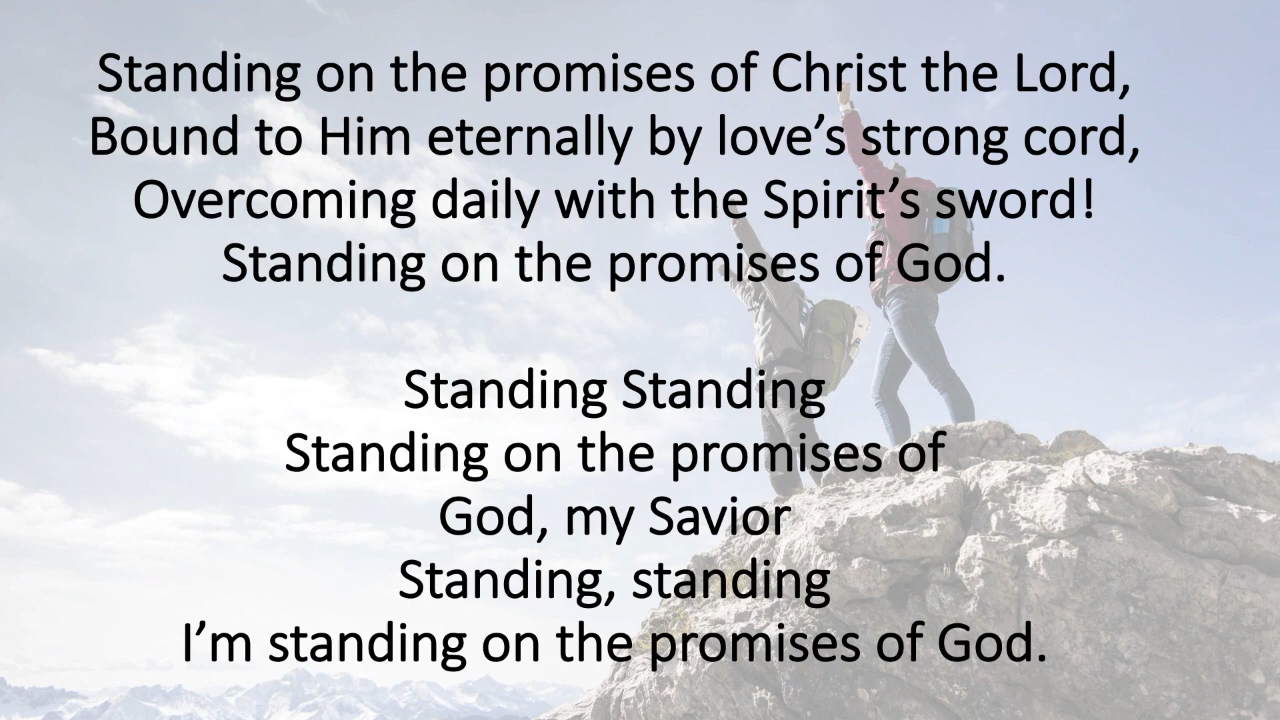 Standing on the promises of Christ the Lord,
Bound to Him eternally by love’s strong cord,
Overcoming daily with the Spirit’s sword!
Standing on the promises of God.
Standing Standing
Standing on the promises of
God, my Savior
Standing, standing
I’m standing on the promises of God.